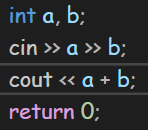 int a, b;
cin >> a >> b;
cout << a + b;
return 0;